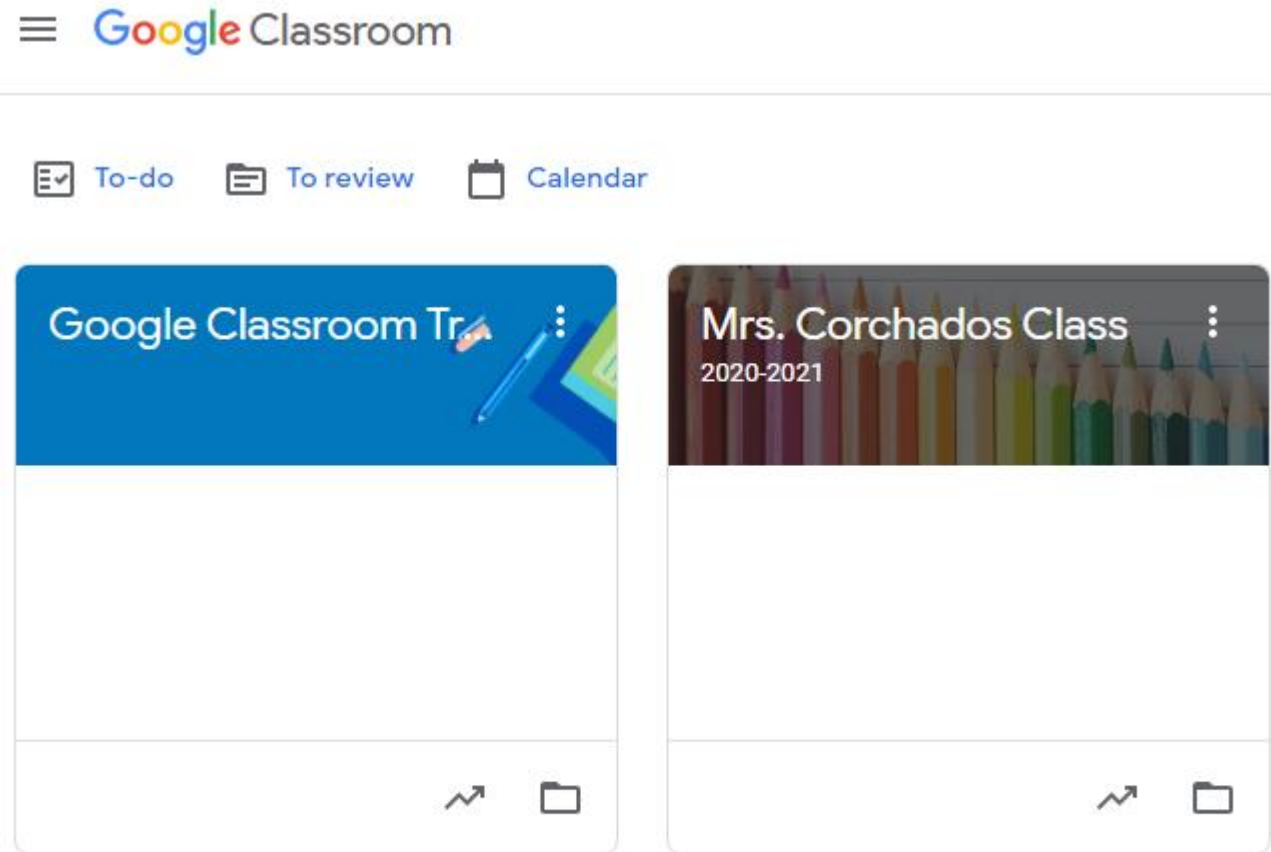 Google Classroom
To-do To review Calendar
Google Classroom Tr...
Mrs. Corchados Class
2020-2021